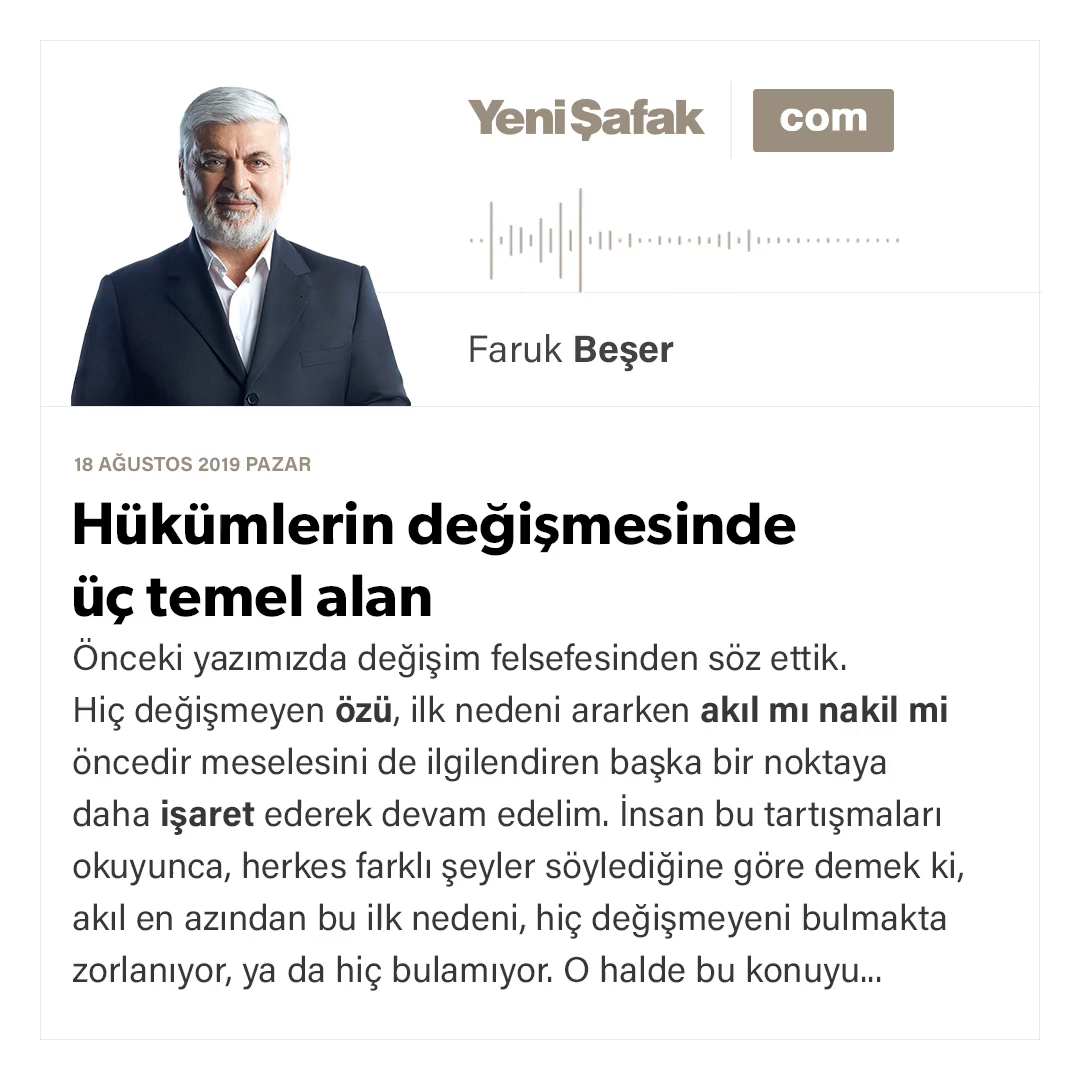 YeniŞafak com
Faruk Beşer
18 AĞUSTOS 2019 PAZAR
Hükümlerin değişmesinde
üç temel alan
Önceki yazımızda değişim felsefesinden söz ettik.
Hiç değişmeyen özü, ilk nedeni ararken akıl mı nakil mi
öncedir meselesini de ilgilendiren başka bir noktaya
daha işaret ederek devam edelim. İnsan bu tartışmaları
okuyunca, herkes farklı şeyler söylediğine göre demek ki,
akıl en azından bu ilk nedeni, hiç değişmeyeni bulmakta
zorlanıyor, ya da hiç bulamıyor. O halde bu konuyu...